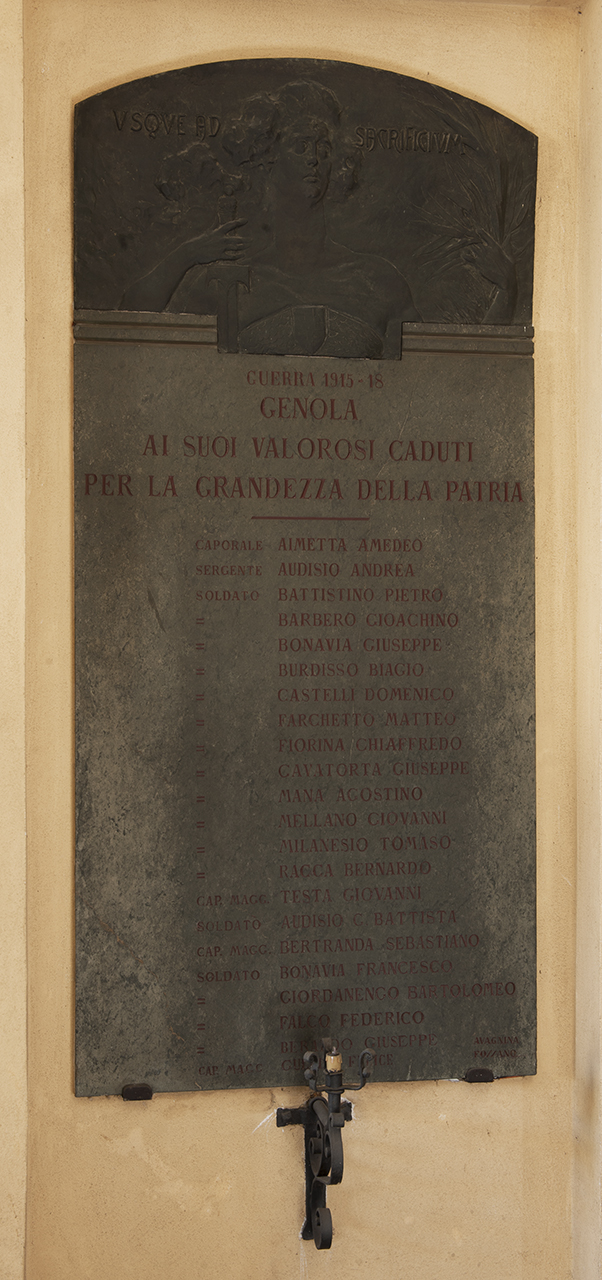 VSQVE AD SACRIFICIVM
GUERRA 1915-18
GENOLA
AI SUOI VALOROSI CADUTI
PER LA GRANDEZZA DELLA PATRIA
CAPORALE AIMETTA AMEDEO
SERGENTE AUDISIO ANDREA
SOLDATO BATTISTINO PIETRO
= BARBERO GIOACHINO
= BONAVIA GIUSEPPE
= BURDISSO BIAGIO
= CASTELLI DOMENICO
= FARCHETTO MATTEO
= FIORINA CHIAFFREDO
= GAVATORTA GIUSEPPE
= MANA AGOSTINO
= MELLANO GIOVANNI
= MILANESIO TOMASO
= RACCA BERNARDO
CAP. MAGG. TESTA GIOVANNI
SOLDATO AUDISIO G. BATTISTA
CAP. MAGG. BERTRANDA SEBASTIANO
SOLDATO BONAVIA FRANCESCO
= GIORDANENGO BARTOLOMEO
= FALCO FEDERICO
= GIUSEPPE
CAP. MAGG.
MAGNINA
FOSSANO